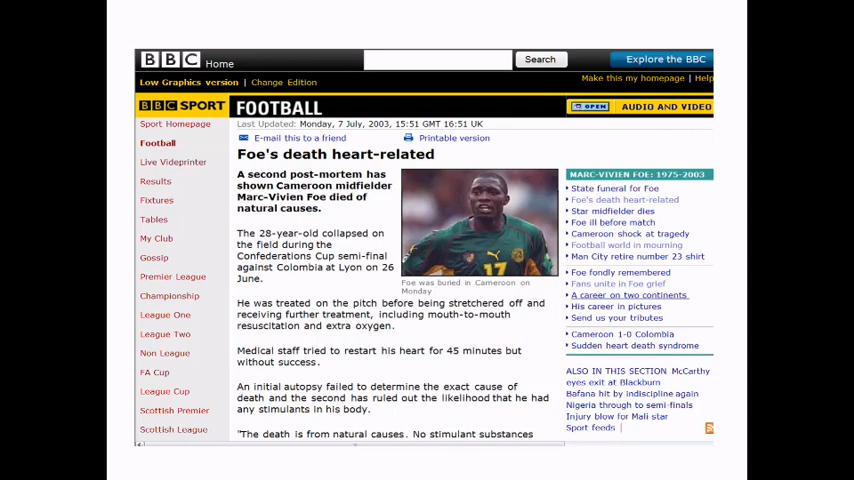 BBC Home
Search
Explore the BBC
Low Graphics version | Change Edition
Make this my homepage | Help
BBC SPORT
FOOTBALL
OPEN AUDIO AND VIDEO
Sport Homepage
Football
Live Videprinter
Results
Fixtures
Tables
My Club
Gossip
Premier League
Championship
League One
League Two
Non League
FA Cup
League Cup
Scottish Premier
Scottish League
Last Updated: Monday, 7 July, 2003, 15:51 GMT 16:51 UK
E-mail this to a friend
Printable version
Foe's death heart-related
A second post-mortem has
shown Cameroon midfielder
Marc-Vivien Foe died of
natural causes.
The 28-year-old collapsed on
the field during the
Confederations Cup semi-final
against Colombia at Lyon on 26
June.
17
Foe was buried in Cameroon on
Monday
He was treated on the pitch before being stretchered off and
receiving further treatment, including mouth-to-mouth
resuscitation and extra oxygen.
Medical staff tried to restart his heart for 45 minutes but
without success.
An initial autopsy failed to determine the exact cause of
death and the second has ruled out the likelihood that he had
any stimulants in his body.
"The death is from natural causes. No stimulant substances
MARC-VIVIEN FOE: 1975-2003
State funeral for Foe
Foe's death heart-related
Star midfielder dies
Foe ill before match
Cameroon shock at tragedy
Football world in mourning
Man City retire number 23 shirt
Foe fondly remembered
Fans unite in Foe grief
A career on two continents
His career in pictures
Send us your tributes
Cameroon 1-0 Colombia
Sudden heart death syndrome
ALSO IN THIS SECTION McCarthy
eyes exit at Blackburn
Bafana hit by indiscipline again
Nigeria through to semi-finals
Injury blow for Mali star
Sport feeds |